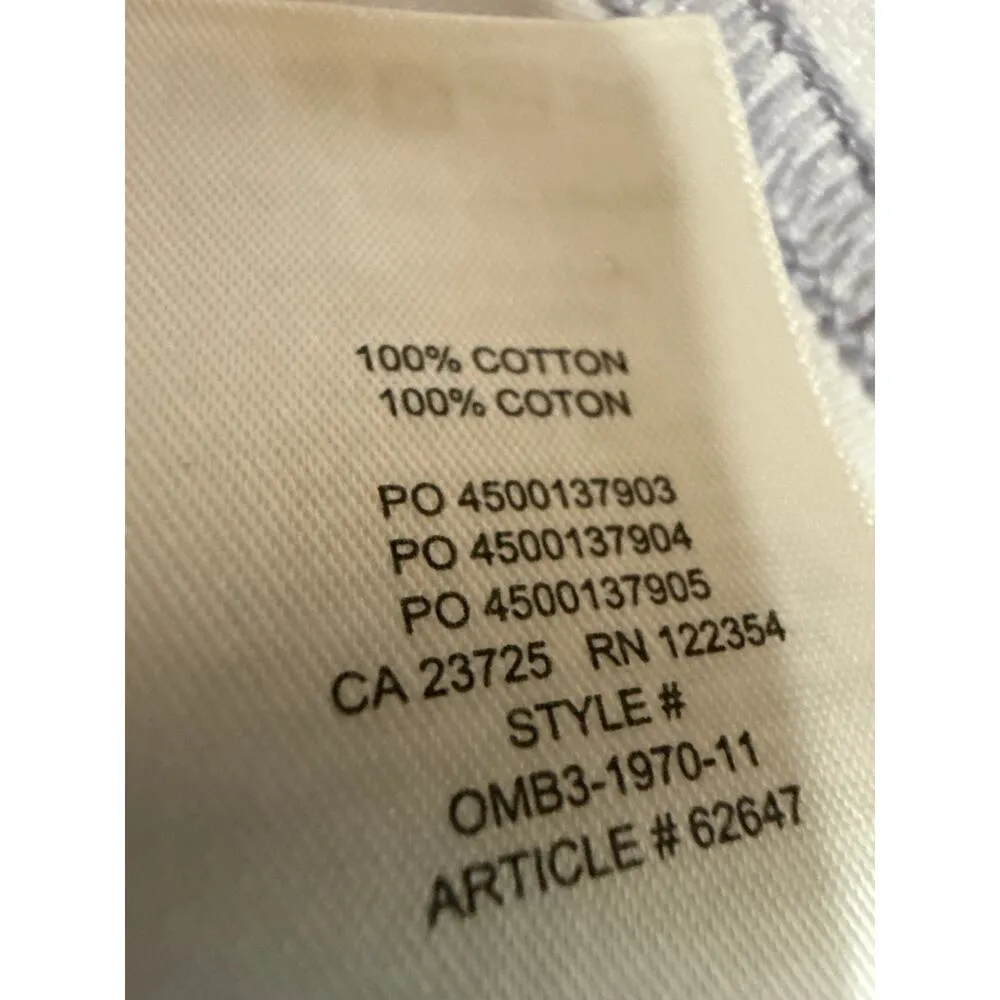 100% COTTON
100% COTON
PO 4500137903
PO 4500137904
PO 4500137905
CA 23725 RN 122354
STYLE #
OMB3-1970-11
ARTICLE # 62647